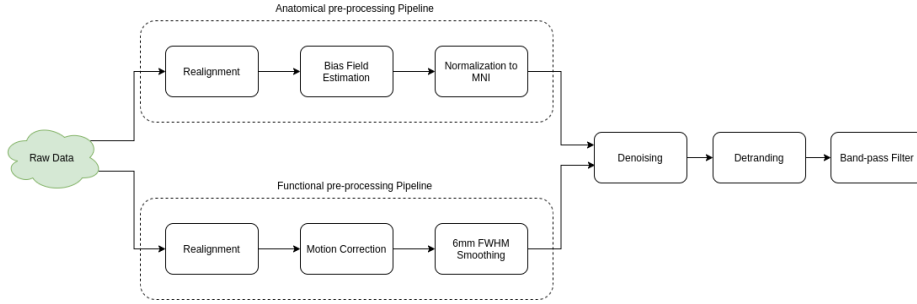 Anatomical pre-processing Pipeline
Realignment
Bias Field
Estimation
Normalization to
MNI
Raw Data
Denoising
Detranding
Band-pass Filter
Functional pre-processing Pipeline
Realignment
Motion Correction
6mm FWHM
Smoothing